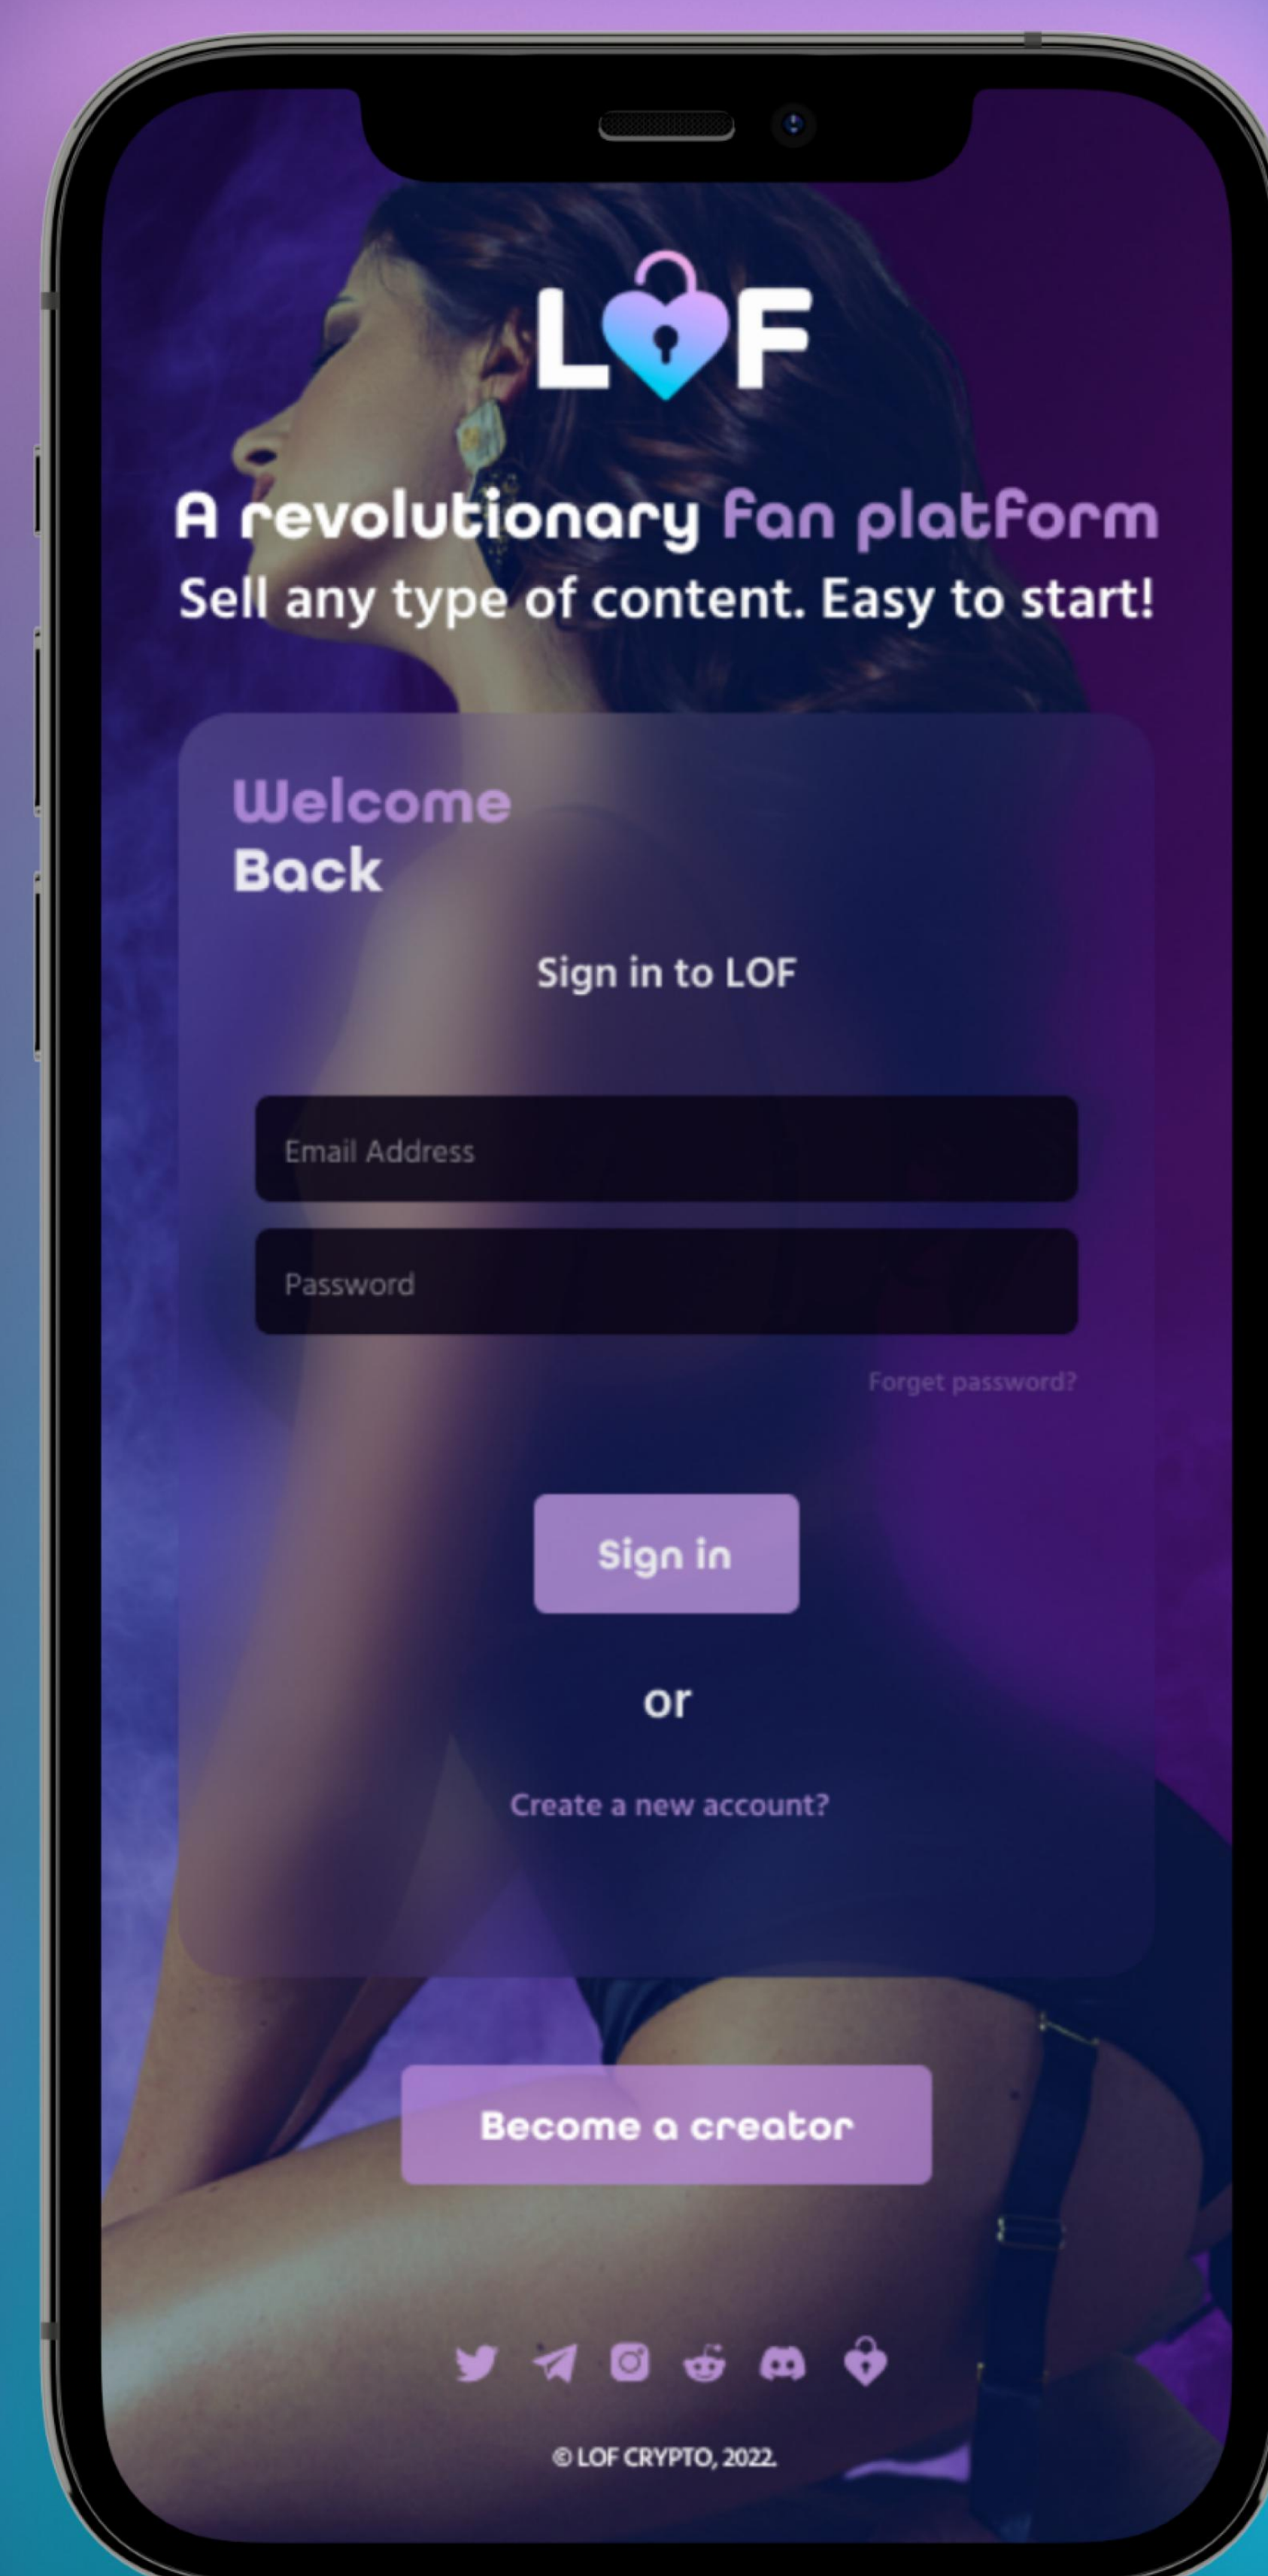 LOF
A revolutionary fan platform
Sell any type of content. Easy to start!
Welcome
Back
Sign in to LOF
Email Address
Password
Forget password?
Sign in
or
Create a new account?
Become a creator
© LOF CRYPTO, 2022.